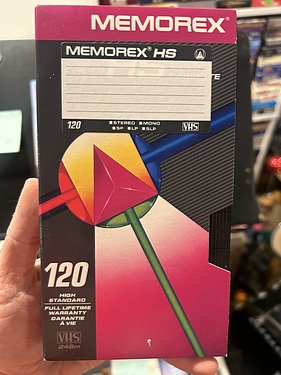 MEMOREX®
MEMOREX® HS
120
STEREO MONO
SP LP SLP
VHS
120
HIGH
STANDARD
FULL LIFETIME
WARRANTY
GARANTIE
À VIE
VHS
246m